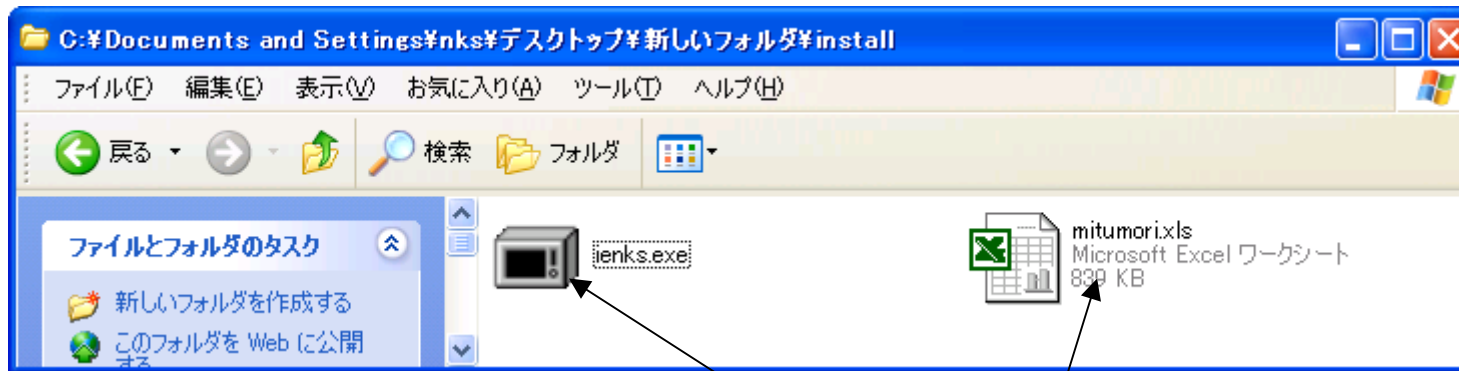 C:¥Documents and Settings¥nks¥デスクトップ¥新しいフォルダ¥install
ファイル(F) 編集(E) 表示(V) お気に入り(A) ツール(T) ヘルプ(H)
戻る 検索 フォルダ
ファイルとフォルダのタスク
新しいフォルダを作成する
このフォルダを Web に公開
する
ienks.exe
mitumori.xls
Microsoft Excel ワークシート
839 KB